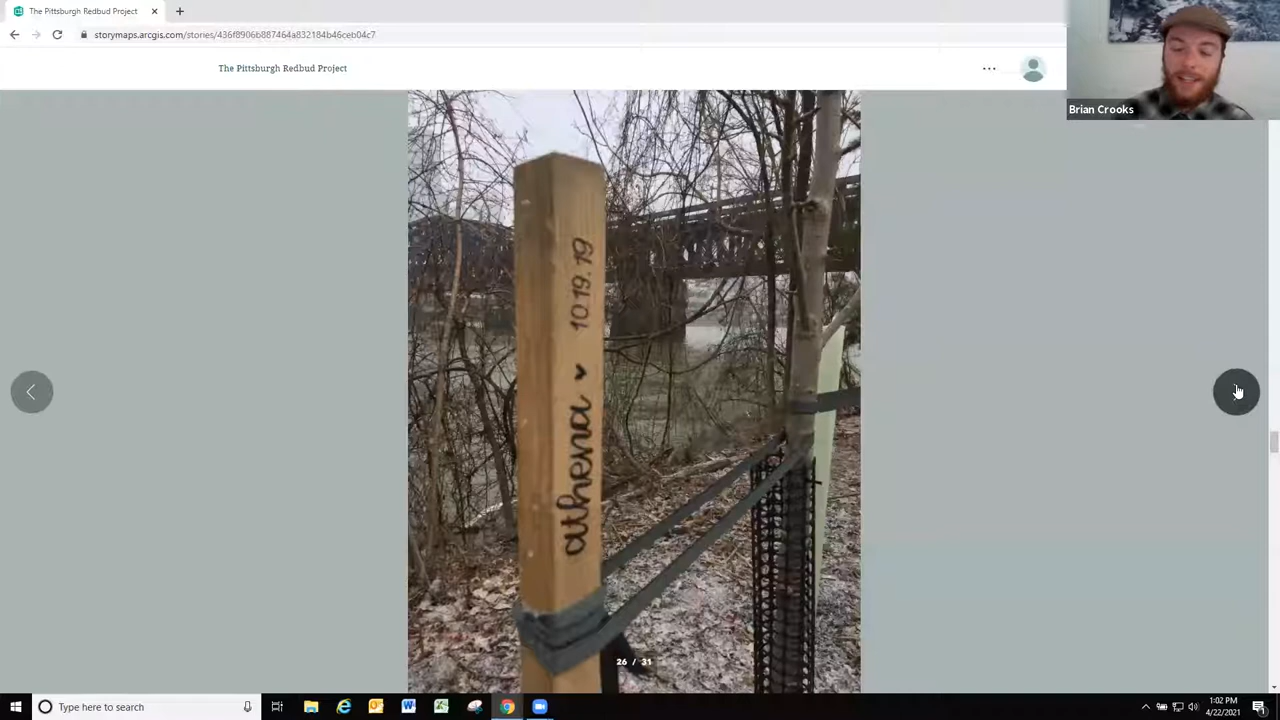 The Pittsburgh Redbud Project
storymaps.arcgis.com/stories/436f8906b887464a832184b46ceb04c7
The Pittsburgh Redbud Project
Brian Crooks
athena ♥ 10.19.19
26 / 31
Type here to search
1:02 PM
4/22/2021